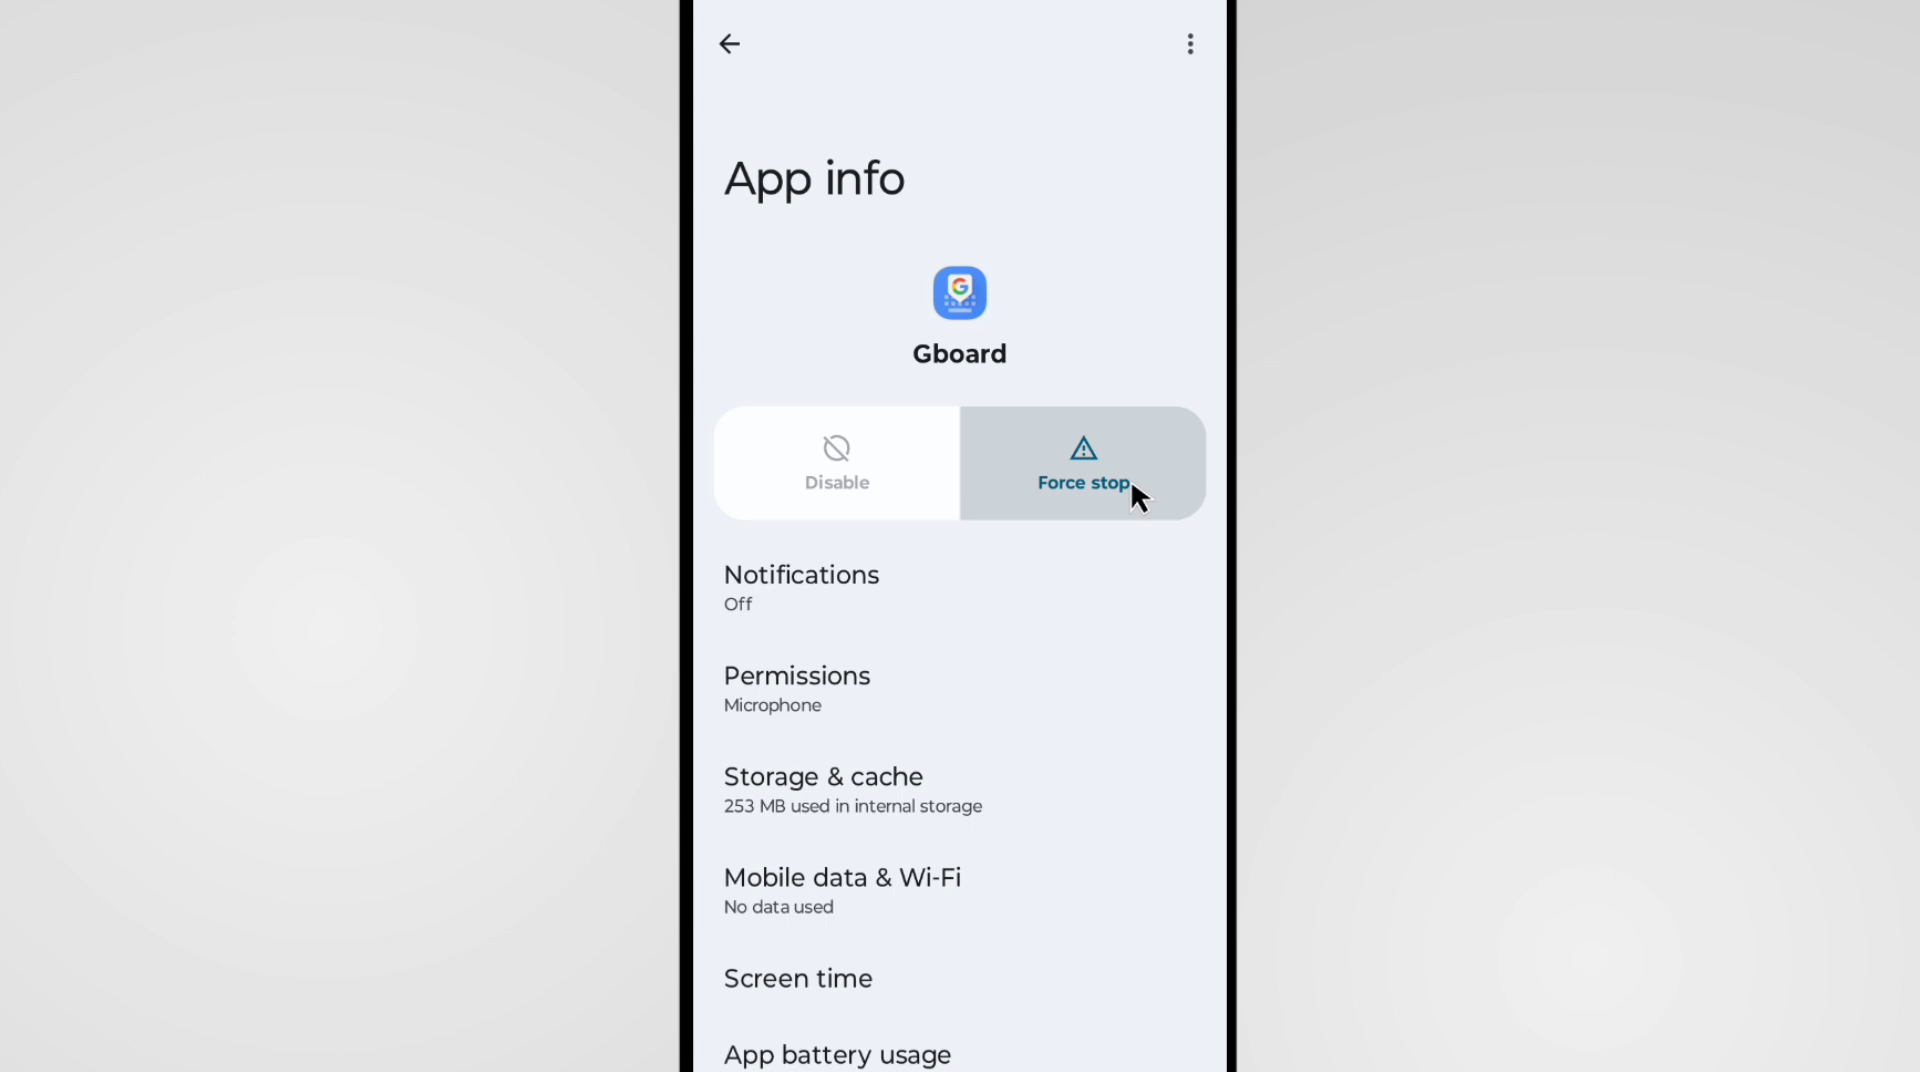 App info
G
Gboard
Disable
Force stop
Notifications
Off
Permissions
Microphone
Storage & cache
253 MB used in internal storage
Mobile data & Wi-Fi
No data used
Screen time
App battery usage